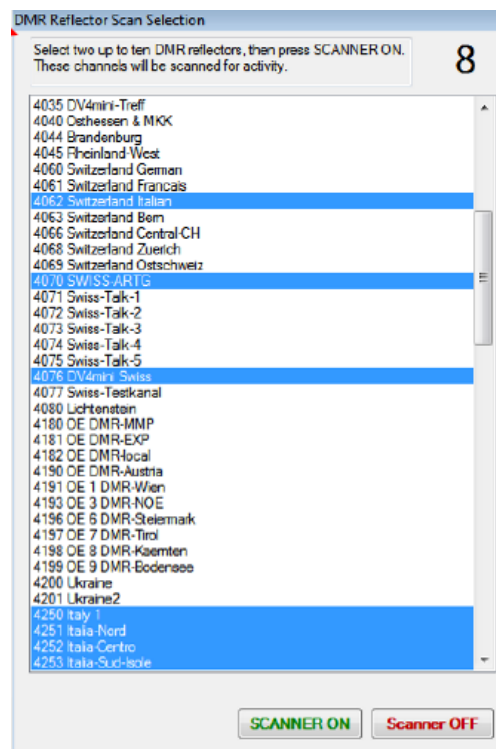 DMR Reflector Scan Selection
Select two up to ten DMR reflectors, then press SCANNER ON.
These channels will be scanned for activity.
8
4035 DV4mini-Treff
4040 Osthessen & MKK
4044 Brandenburg
4045 Rheinland-West
4060 Switzerland German
4061 Switzerland Francais
4062 Switzerland Italian
4063 Switzerland Bern
4066 Switzerland Central-CH
4068 Switzerland Zuerich
4069 Switzerland Ostschweiz
4070 SWISS-ARTG
4071 Swiss-Talk-1
4072 Swiss-Talk-2
4073 Swiss-Talk-3
4074 Swiss-Talk-4
4075 Swiss-Talk-5
4076 DV4mini Swiss
4077 Swiss-Testkanal
4080 Lichtenstein
4180 OE DMR-MMP
4181 OE DMR-EXP
4182 OE DMR-local
4190 OE DMR-Austria
4191 OE 1 DMR-Wien
4193 OE 3 DMR-NOE
4196 OE 6 DMR-Steiermark
4197 OE 7 DMR-Tirol
4198 OE 8 DMR-Kaernten
4199 OE 9 DMR-Bodensee
4200 Ukraine
4201 Ukraine2
4250 Italy 1
4251 Italia-Nord
4252 Italia-Centro
4253 Italia-Sud-Isole
SCANNER ON
Scanner OFF